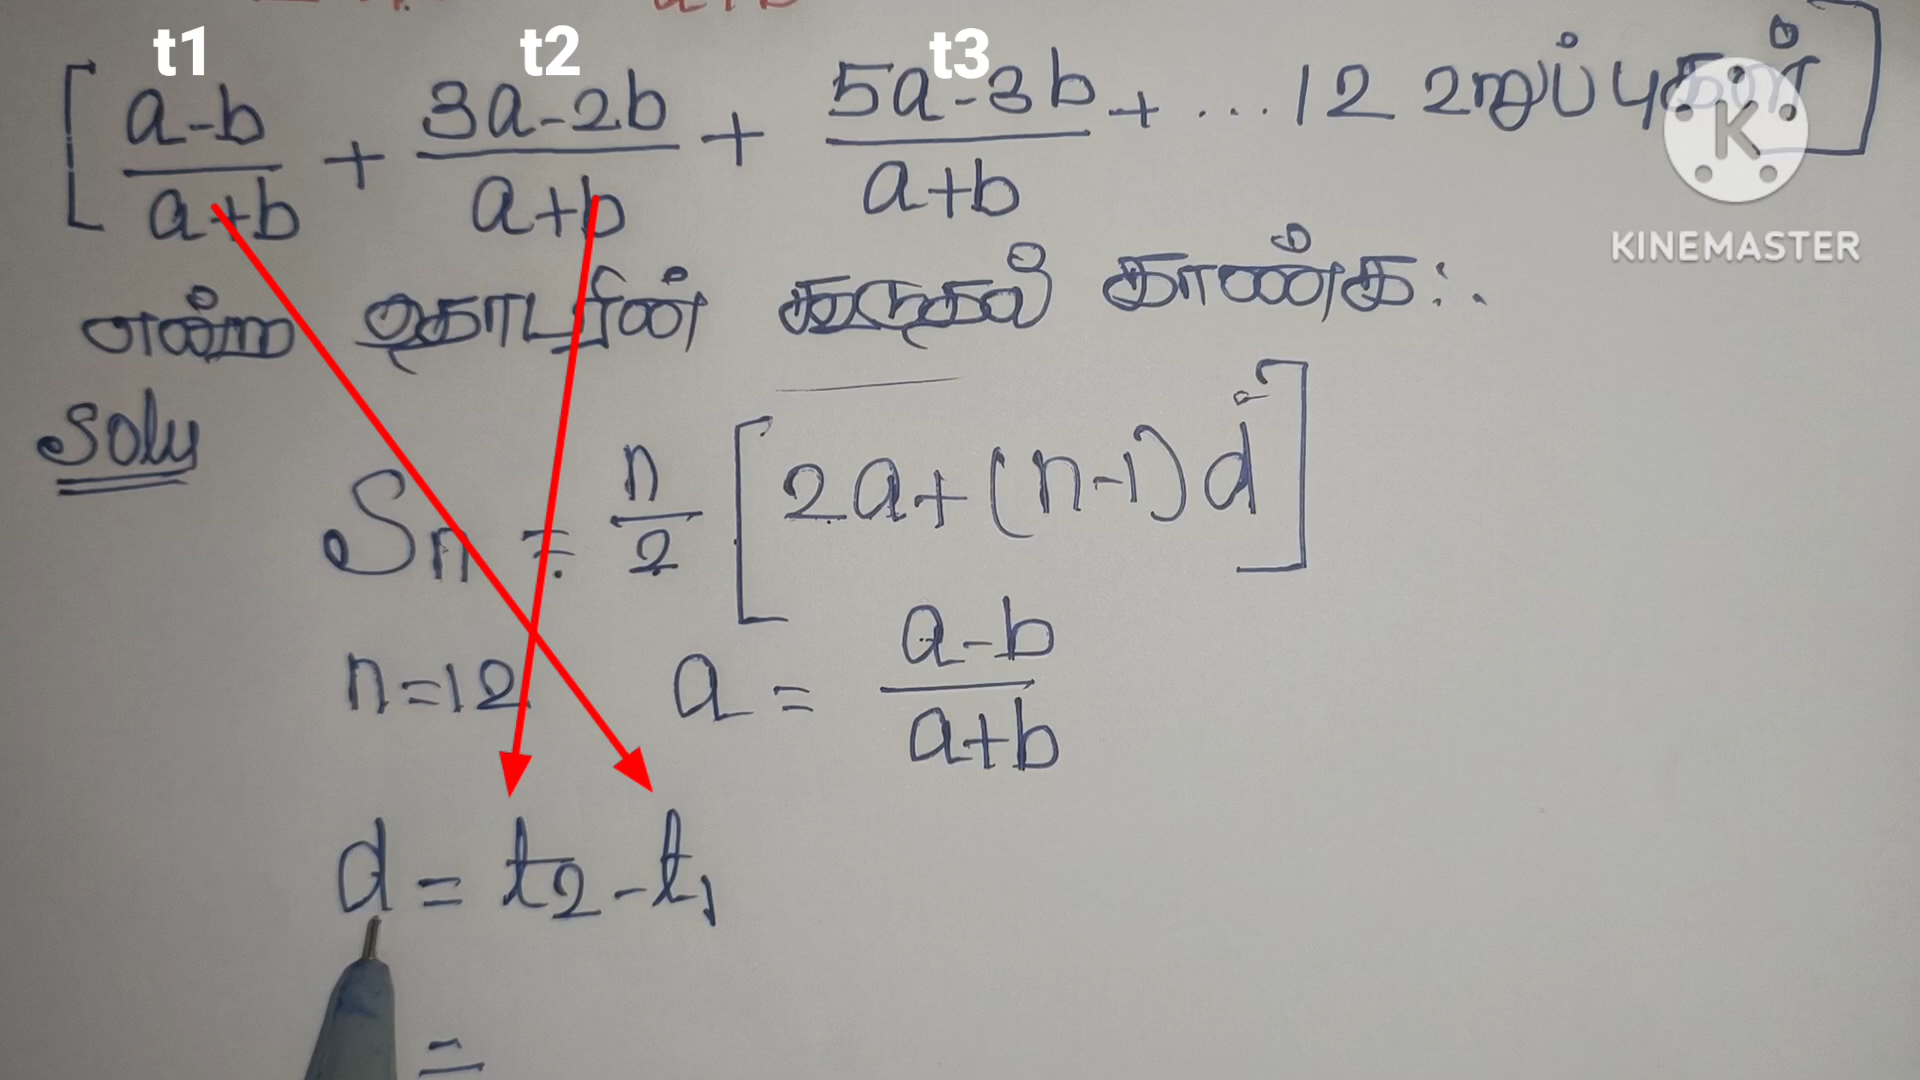 t1 t2 t3
[ a-b/a+b + 3a-2b/a+b + 5a-3b/a+b + ... 12 உறுப்புகள் ]
KINEMASTER
என்ற தொடரின் கூடுதல் காண்க:.
Solu
Sn = n/2 [ 2a+(n-1)d ]
n=12 a = a-b/a+b
d = t2-t1
=